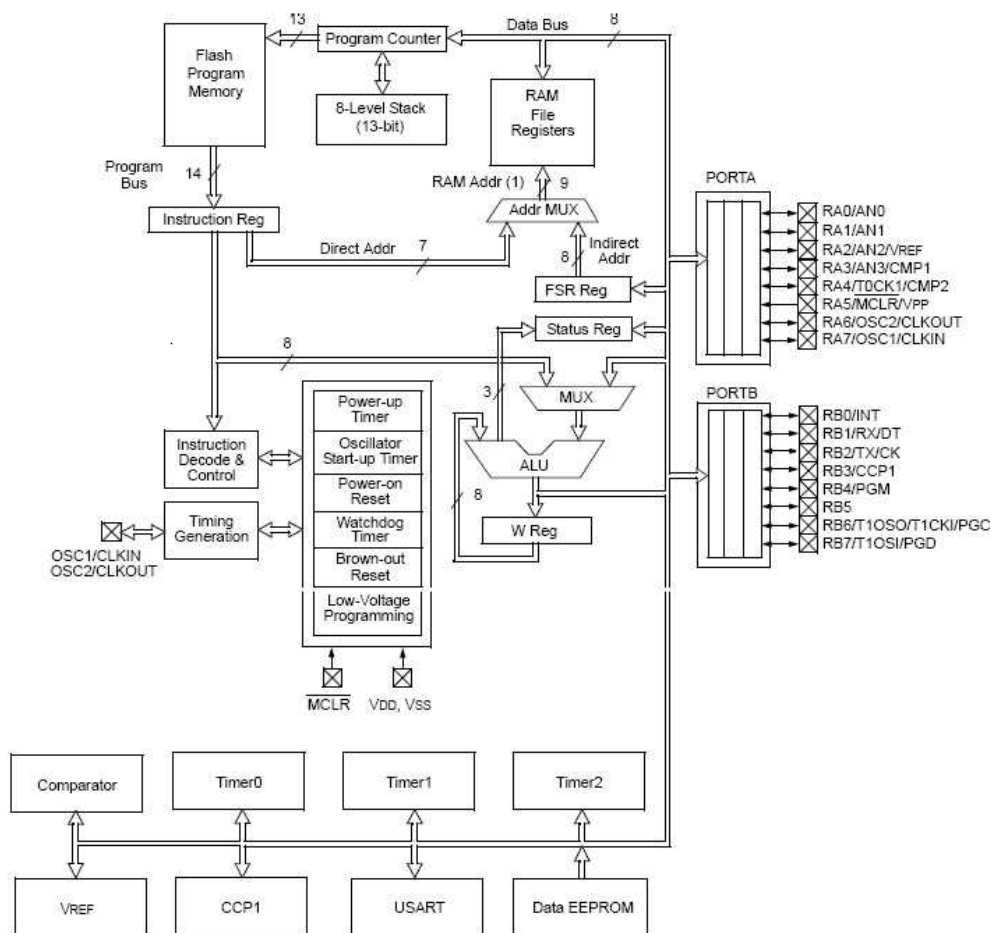 13
Program Counter
Data Bus
8
Flash
Program
Memory
8-Level Stack
(13-bit)
RAM
File
Registers
Program
Bus
14
RAM Addr (1)
9
Addr MUX
Instruction Reg
Direct Addr
7
8
Indirect
Addr
FSR Reg
Status Reg
8
3
MUX
Power-up
Timer
Oscillator
Start-up Timer
Power-on
Reset
Watchdog
Timer
Brown-out
Reset
Low-Voltage
Programming
Instruction
Decode &
Control
Timing
Generation
OSC1/CLKIN
OSC2/CLKOUT
ALU
8
W Reg
MCLR
VDD, VSS
PORTA
RA0/AN0
RA1/AN1
RA2/AN2/VREF
RA3/AN3/CMP1
RA4/T0CK1/CMP2
RA5/MCLR/VPP
RA6/OSC2/CLKOUT
RA7/OSC1/CLKIN
PORTB
RB0/INT
RB1/RX/DT
RB2/TX/CK
RB3/CCP1
RB4/PGM
RB5
RB6/T1OSO/T1CKI/PGC
RB7/T1OSI/PGD
Comparator
Timer0
Timer1
Timer2
VREF
CCP1
USART
Data EEPROM